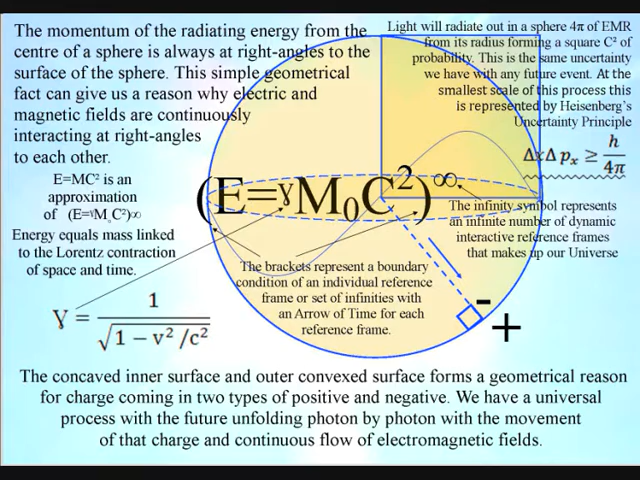 The momentum of the radiating energy from the
centre of a sphere is always at right-angles to the
surface of the sphere. This simple geometrical
fact can give us a reason why electric and
magnetic fields are continuously
interacting at right-angles
to each other.
Light will radiate out in a sphere 4π of EMR
from its radius forming a square C² of
probability. This is the same uncertainty
we have with any future event. At the
smallest scale of this process this
is represented by Heisenberg's
Uncertainty Principle
Δx Δ pₓ ≥ h/4π
E=MC² is an
approximation
of (E=ˠM₀C²)∞
Energy equals mass linked
to the Lorentz contraction
of space and time.
(E=ˠM₀C²)∞
The infinity symbol represents
an infinite number of dynamic
interactive reference frames
that makes up our Universe
The brackets represent a boundary
condition of an individual reference
frame or set of infinities with
an Arrow of Time for each
reference frame.
Ɣ = 1/√(1 − v²/c²)
-
+
The concaved inner surface and outer convexed surface forms a geometrical reason
for charge coming in two types of positive and negative. We have a universal
process with the future unfolding photon by photon with the movement
of that charge and continuous flow of electromagnetic fields.